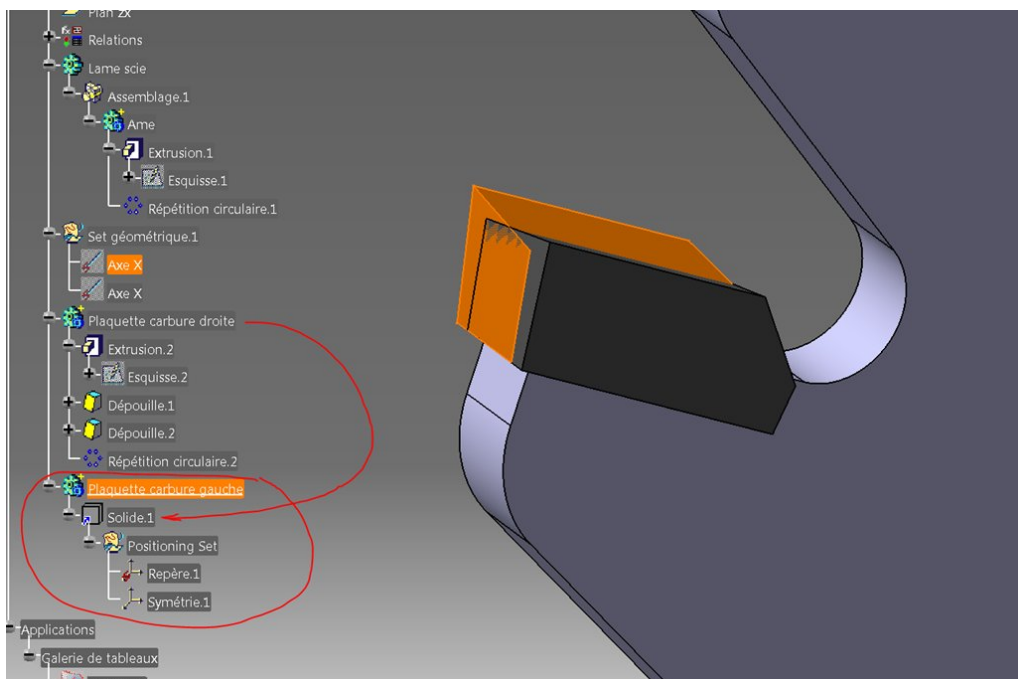 Plan zx
Relations
Lame scie
Assemblage.1
Ame
Extrusion.1
Esquisse.1
Répétition circulaire.1
Set géométrique.1
Axe X
Axe X
Plaquette carbure droite
Extrusion.2
Esquisse.2
Dépouille.1
Dépouille.2
Répétition circulaire.2
Plaquette carbure gauche
Solide.1
Positioning Set
Repère.1
Symétrie.1
Applications
Galerie de tableaux